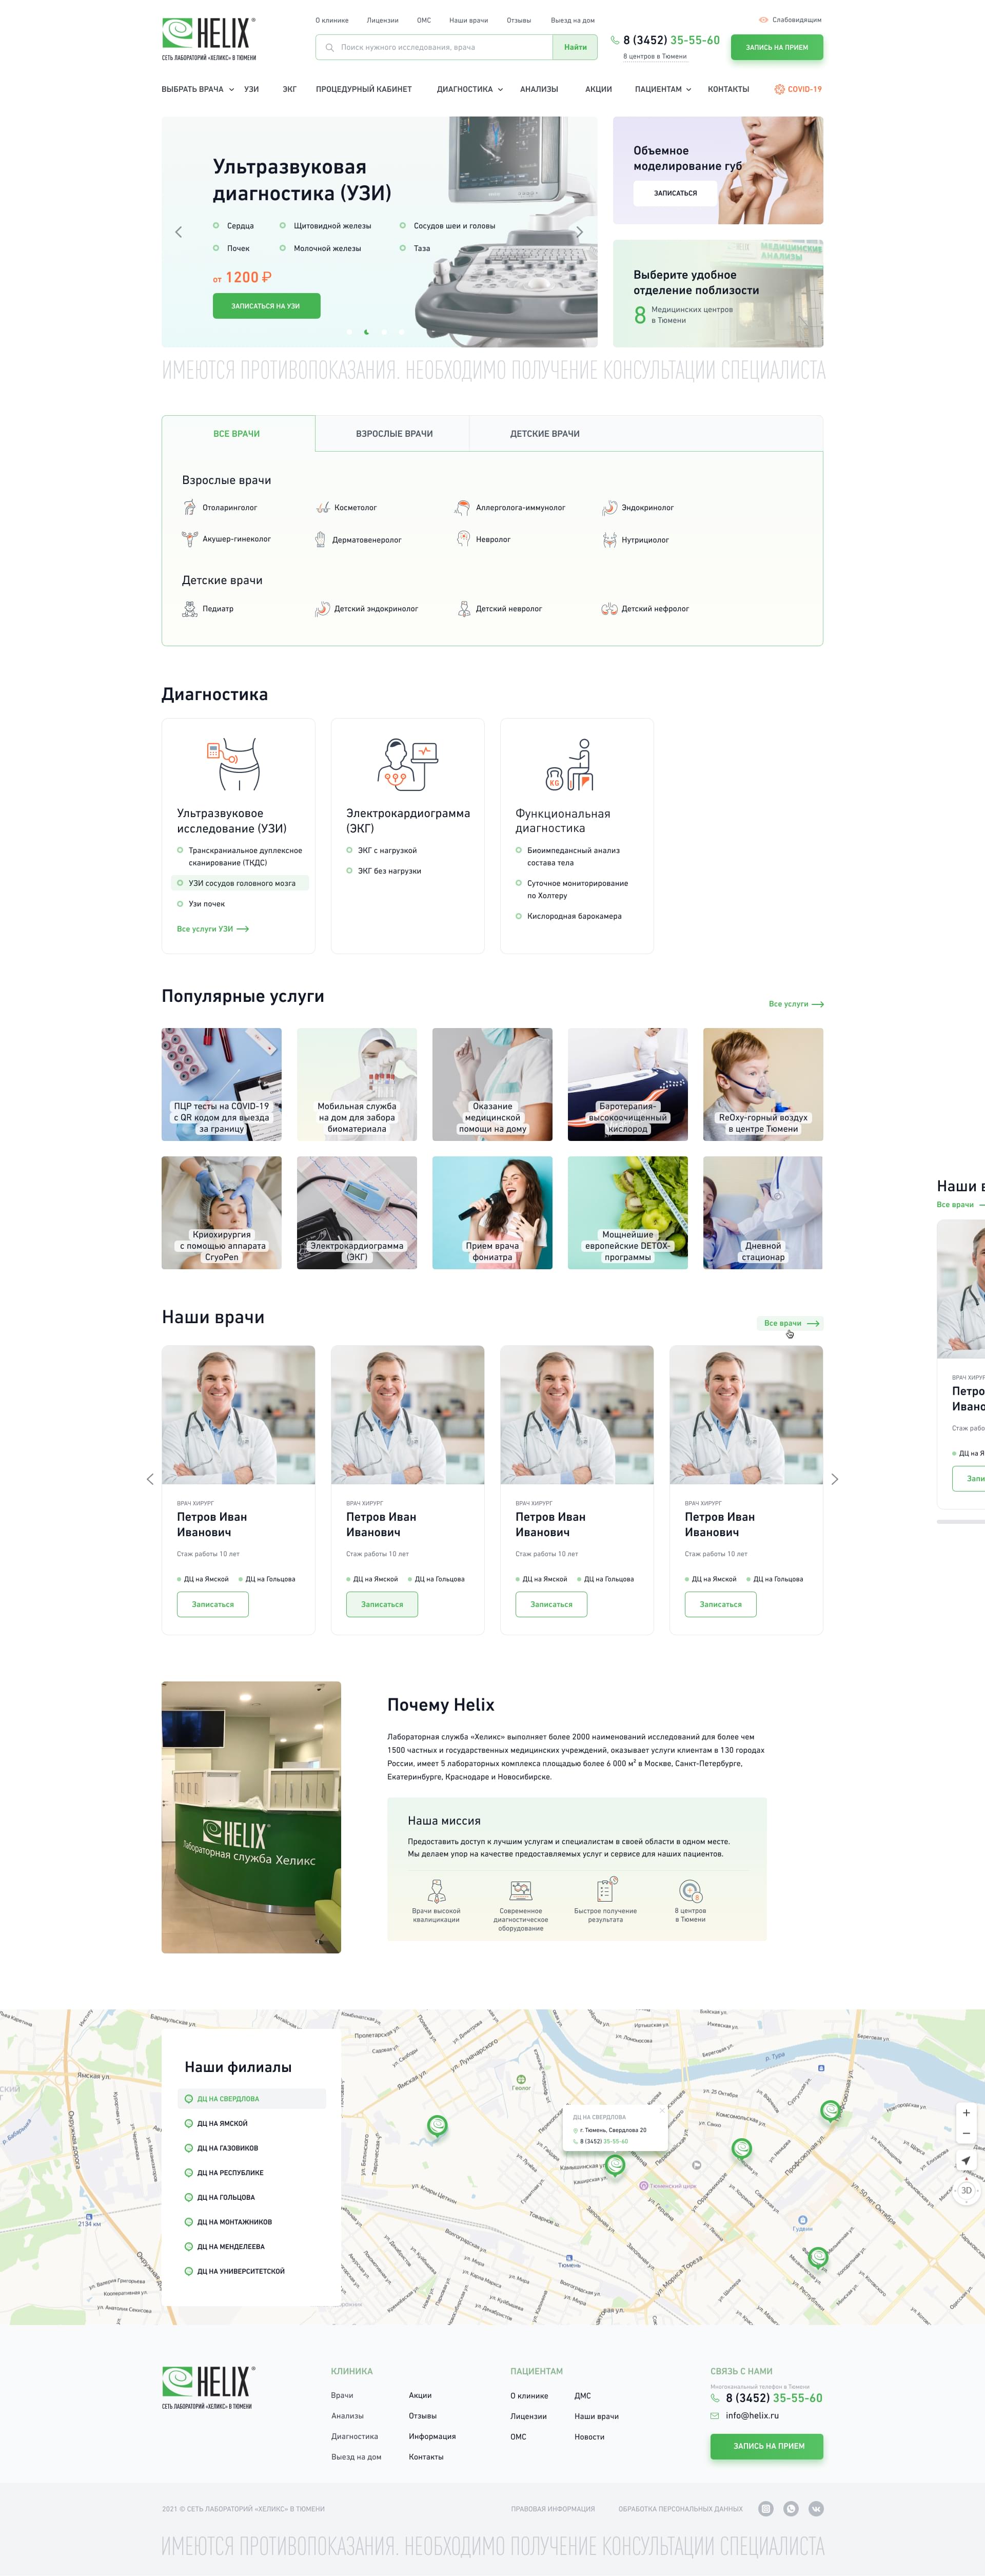 HELIX®
СЕТЬ ЛАБОРАТОРИЙ «ХЕЛИКС» В ТЮМЕНИ
О клинике Лицензии ОМС Наши врачи Отзывы Выезд на дом
Слабовидящим
Поиск нужного исследования, врача Найти
8 (3452) 35-55-60
8 центров в Тюмени
ЗАПИСЬ НА ПРИЕМ
ВЫБРАТЬ ВРАЧА УЗИ ЭКГ ПРОЦЕДУРНЫЙ КАБИНЕТ ДИАГНОСТИКА АНАЛИЗЫ АКЦИИ ПАЦИЕНТАМ КОНТАКТЫ COVID-19
Ультразвуковая
диагностика (УЗИ)
Сердца Щитовидной железы Сосудов шеи и головы
Почек Молочной железы Таза
от 1200 ₽
ЗАПИСАТЬСЯ НА УЗИ
Объемное
моделирование губ
ЗАПИСАТЬСЯ
МЕДИЦИНСКИЕ
АНАЛИЗЫ
Выберите удобное
отделение поблизости
8 Медицинских центров
в Тюмени
ИМЕЮТСЯ ПРОТИВОПОКАЗАНИЯ. НЕОБХОДИМО ПОЛУЧЕНИЕ КОНСУЛЬТАЦИИ СПЕЦИАЛИСТА
ВСЕ ВРАЧИ ВЗРОСЛЫЕ ВРАЧИ ДЕТСКИЕ ВРАЧИ
Взрослые врачи
Отоларинголог Косметолог Аллерголога-иммунолог Эндокринолог
Акушер-гинеколог Дерматовенеролог Невролог Нутрициолог
Детские врачи
Педиатр Детский эндокринолог Детский невролог Детский нефролог
Диагностика
KG
Ультразвуковое
исследование (УЗИ)
Транскраниальное дуплексное
сканирование (ТКДС)
УЗИ сосудов головного мозга
Узи почек
Все услуги УЗИ
Электрокардиограмма
(ЭКГ)
ЭКГ с нагрузкой
ЭКГ без нагрузки
Функциональная
диагностика
Биоимпедансный анализ
состава тела
Суточное мониторирование
по Холтеру
Кислородная барокамера
Популярные услуги
Все услуги
ПЦР тесты на COVID-19
с QR кодом для выезда
за границу
Мобильная служба
на дом для забора
биоматериала
Оказание
медицинской
помощи на дому
Баротерапия-
высокоочищенный
кислород
ReOxy-горный воздух
в центре Тюмени
Криохирургия
с помощью аппарата
CryoPen
Электрокардиограмма
(ЭКГ)
Прием врача
фониатра
Мощнейшие
европейские DETOX-
программы
Дневной
стационар
Наши врачи
Все врачи
ВРАЧ ХИРУРГ
Петров Иван
Иванович
Стаж работы 10 лет
ДЦ на Ямской ДЦ на Гольцова
Записаться
ВРАЧ ХИРУРГ
Петров Иван
Иванович
Стаж работы 10 лет
ДЦ на Ямской ДЦ на Гольцова
Записаться
ВРАЧ ХИРУРГ
Петров Иван
Иванович
Стаж работы 10 лет
ДЦ на Ямской ДЦ на Гольцова
Записаться
ВРАЧ ХИРУРГ
Петров Иван
Иванович
Стаж работы 10 лет
ДЦ на Ямской ДЦ на Гольцова
Записаться
Наши в
Все врачи
ВРАЧ ХИРУР
Петро
Ивано
Стаж рабо
ДЦ на Я
Запи
HELIX
Лабораторная служба Хеликс
Почему Helix
Лабораторная служба «Хеликс» выполняет более 2000 наименований исследований для более чем
1500 частных и государственных медицинских учреждений, оказывает услуги клиентам в 130 городах
России, имеет 5 лабораторных комплекса площадью более 6 000 м² в Москве, Санкт-Петербурге,
Екатеринбурге, Краснодаре и Новосибирске.
Наша миссия
Предоставить доступ к лучшим услугам и специалистам в своей области в одном месте.
Мы делаем упор на качестве предоставляемых услуг и сервисе для наших пациентов.
Врачи высокой
квалицикации
Современное
диагностическое
оборудование
Быстрое получение
результата
8 центров
в Тюмени
Наши филиалы
ДЦ НА СВЕРДЛОВА
ДЦ НА ЯМСКОЙ
ДЦ НА ГАЗОВИКОВ
ДЦ НА РЕСПУБЛИКЕ
ДЦ НА ГОЛЬЦОВА
ДЦ НА МОНТАЖНИКОВ
ДЦ НА МЕНДЕЛЕЕВА
ДЦ НА УНИВЕРСИТЕТСКОЙ
ДЦ НА СВЕРДЛОВА
г. Тюмень, Свердлова 20
8 (3452) 35-55-60
Ямская ул.
ул. Луначарского
Геолог
р. Тура
Тюменский цирк
Гудвин
Тюмень
2134 км
3D
HELIX®
СЕТЬ ЛАБОРАТОРИЙ «ХЕЛИКС» В ТЮМЕНИ
КЛИНИКА
Врачи Акции
Анализы Отзывы
Диагностика Информация
Выезд на дом Контакты
ПАЦИЕНТАМ
О клинике ДМС
Лицензии Наши врачи
ОМС Новости
СВЯЗЬ С НАМИ
Многоканальный телефон в Тюмени
8 (3452) 35-55-60
info@helix.ru
ЗАПИСЬ НА ПРИЕМ
2021 © СЕТЬ ЛАБОРАТОРИЙ «ХЕЛИКС» В ТЮМЕНИ
ПРАВОВАЯ ИНФОРМАЦИЯ ОБРАБОТКА ПЕРСОНАЛЬНЫХ ДАННЫХ
ИМЕЮТСЯ ПРОТИВОПОКАЗАНИЯ. НЕОБХОДИМО ПОЛУЧЕНИЕ КОНСУЛЬТАЦИИ СПЕЦИАЛИСТА